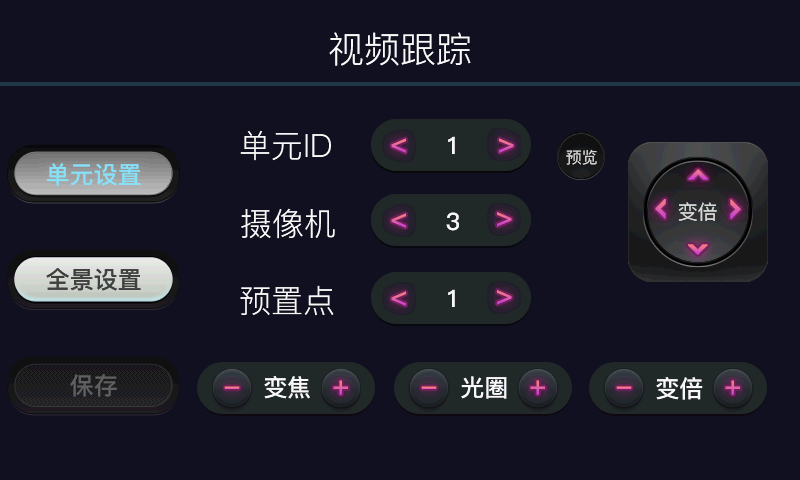 视频跟踪
单元ID
< 1 >
预览
单元设置
变倍
摄像机
< 3 >
全景设置
预置点
< 1 >
保存
− 变焦 +
− 光圈 +
− 变倍 +